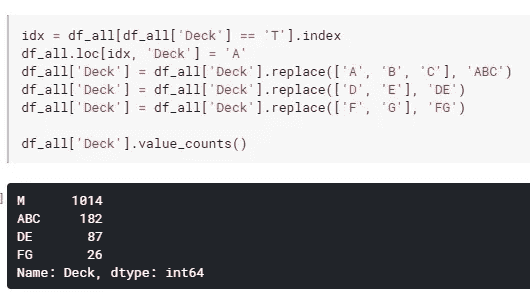 idx = df_all[df_all['Deck'] == 'T'].index
df_all.loc[idx, 'Deck'] = 'A'
df_all['Deck'] = df_all['Deck'].replace(['A', 'B', 'C'], 'ABC')
df_all['Deck'] = df_all['Deck'].replace(['D', 'E'], 'DE')
df_all['Deck'] = df_all['Deck'].replace(['F', 'G'], 'FG')
df_all['Deck'].value_counts()
]
M 1014
ABC 182
DE 87
FG 26
Name: Deck, dtype: int64